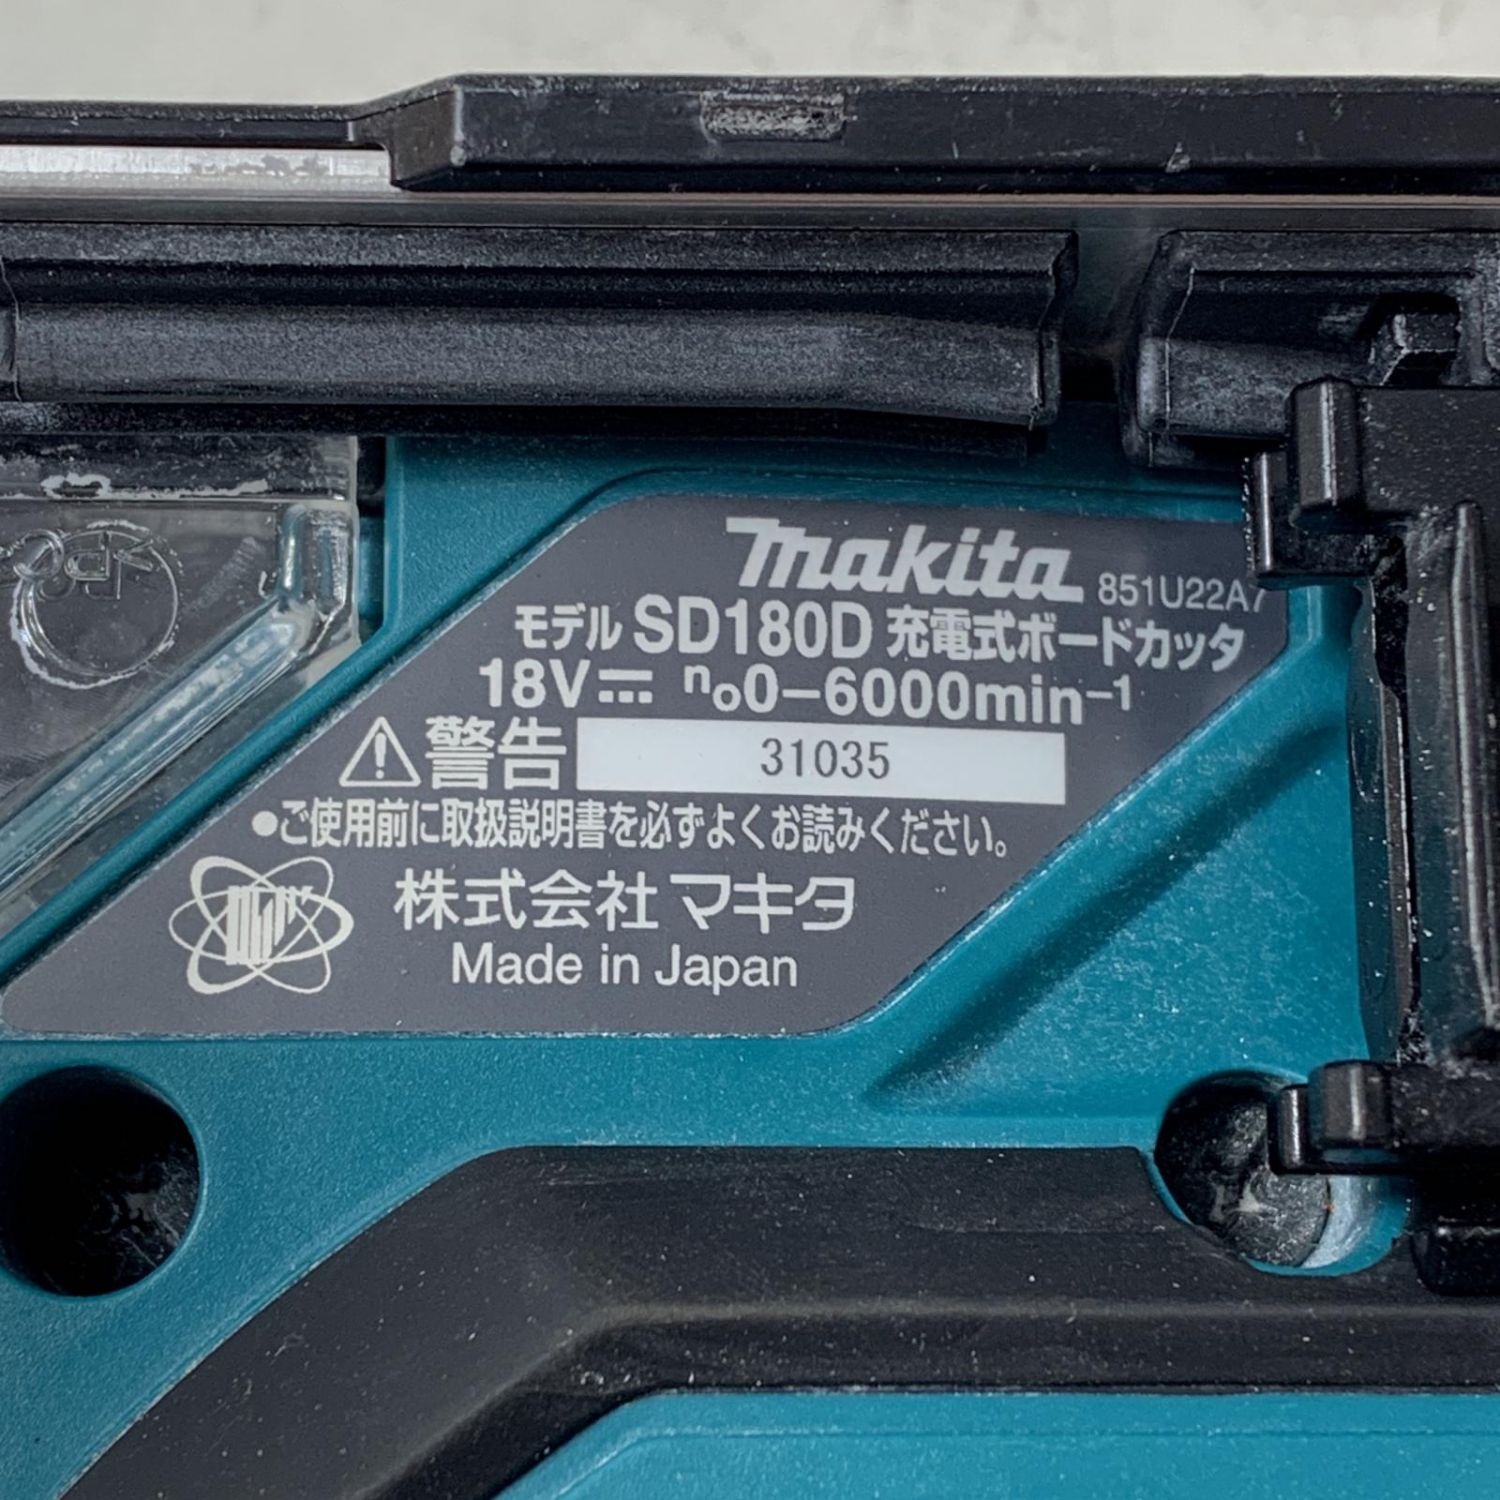 makita 851U22A7
モデル SD180D 充電式ボードカッタ
18V⎓ n₀0-6000min⁻¹
⚠警告 31035
●ご使用前に取扱説明書を必ずよくお読みください。
株式会社マキタ
Made in Japan